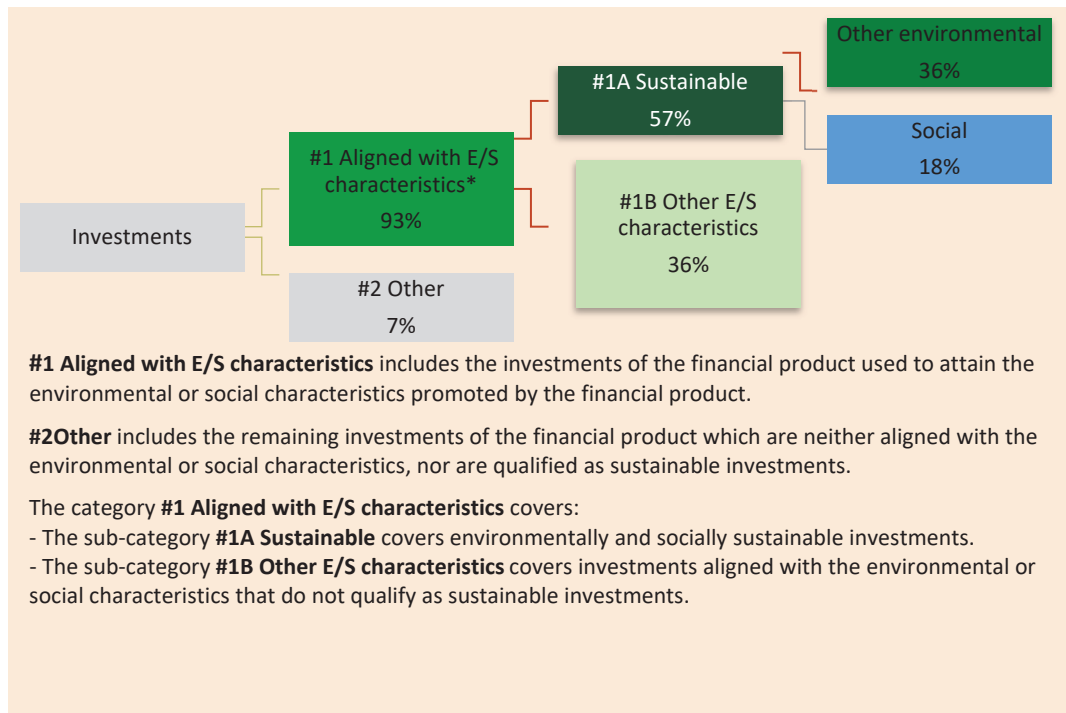 Other environmental
36%
#1A Sustainable
57%
Social
18%
#1 Aligned with E/S
characteristics*
93%
#1B Other E/S
characteristics
36%
Investments
#2 Other
7%
#1 Aligned with E/S characteristics includes the investments of the financial product used to attain the
environmental or social characteristics promoted by the financial product.
#2Other includes the remaining investments of the financial product which are neither aligned with the
environmental or social characteristics, nor are qualified as sustainable investments.
The category #1 Aligned with E/S characteristics covers:
- The sub-category #1A Sustainable covers environmentally and socially sustainable investments.
- The sub-category #1B Other E/S characteristics covers investments aligned with the environmental or
social characteristics that do not qualify as sustainable investments.